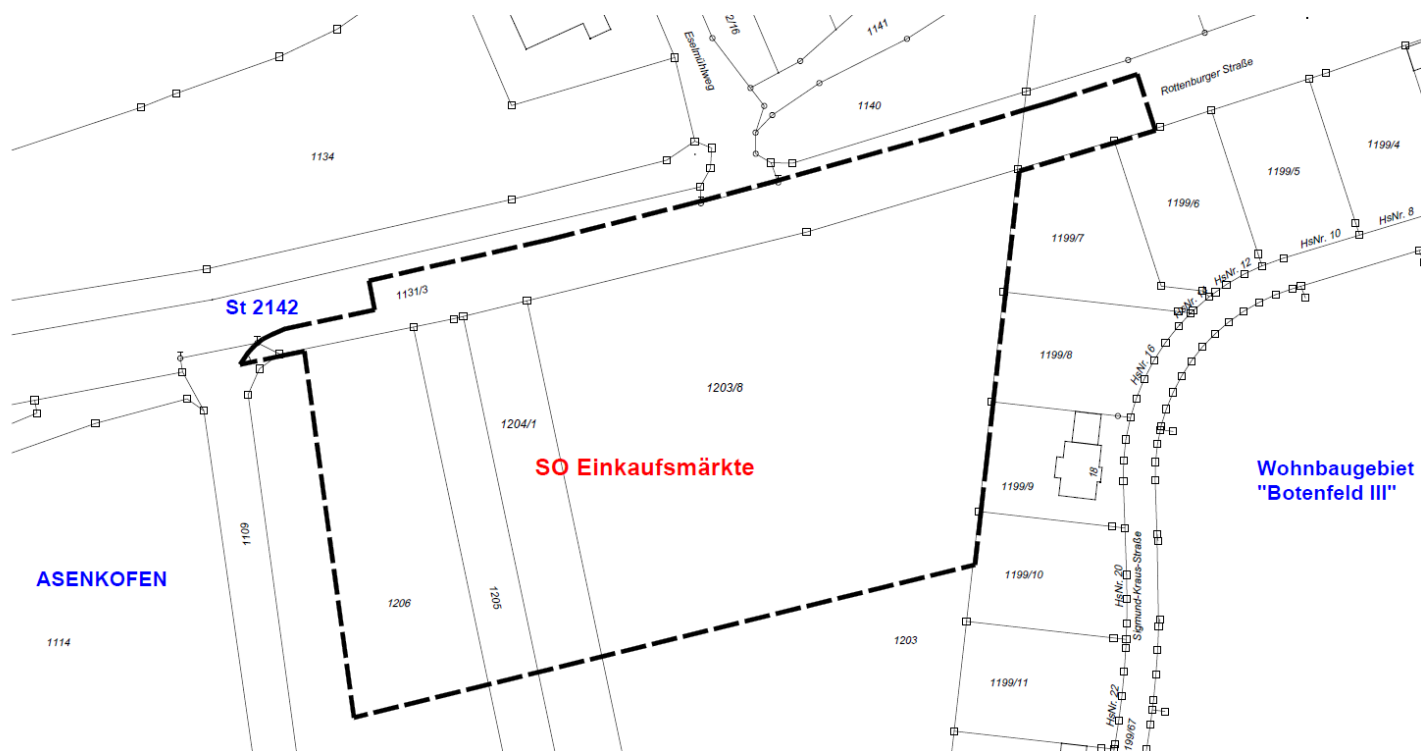 2/16
1141
Eselmühlweg
Rottenburger Straße
1140
1134
1199/4
1199/5
1199/6
1199/7
HsNr. 8
HsNr. 10
HsNr. 12
1131/3
St 2142
HsNr. 16
1199/8
1203/8
1204/1
SO Einkaufsmärkte
Wohnbaugebiet
"Botenfeld III"
18
1199/9
1109
ASENKOFEN
1199/10
HsNr. 20
Sigmund-Kraus-Straße
1206
1205
1114
1203
1199/11
HsNr. 22
199/67